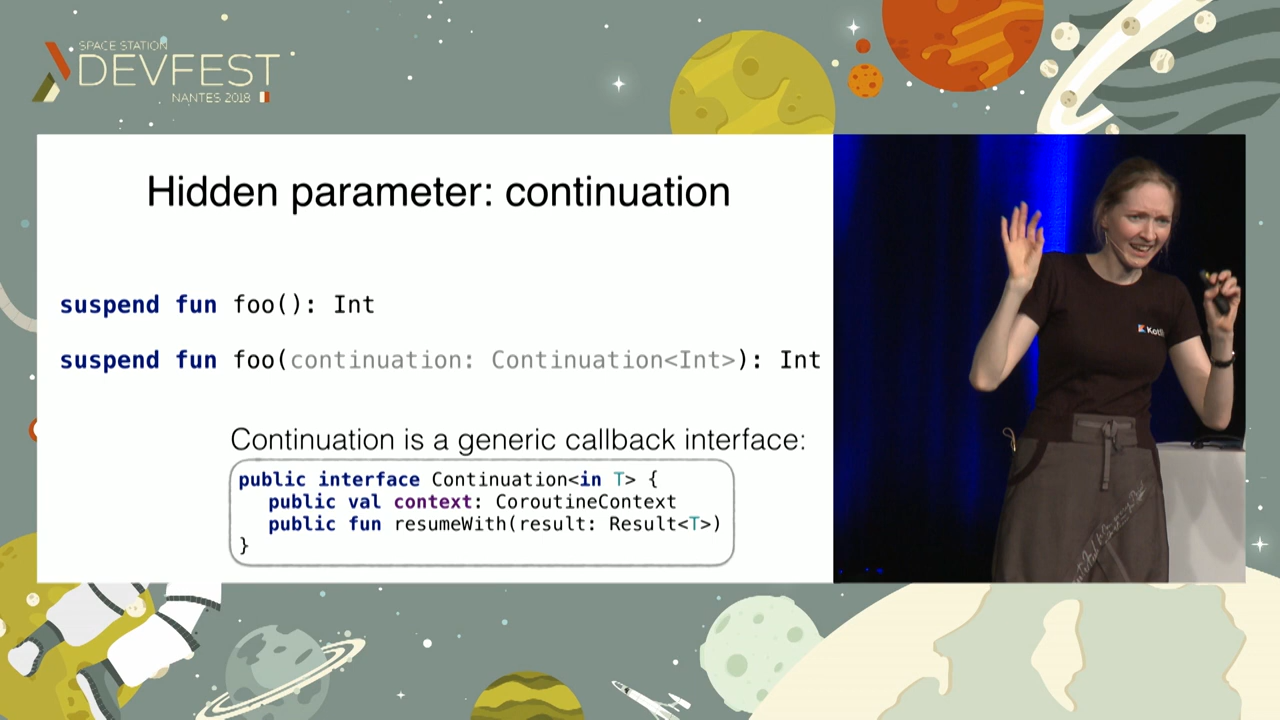 SPACE STATION
DEVFEST
NANTES 2018
Hidden parameter: continuation
suspend fun foo(): Int
suspend fun foo(continuation: Continuation<Int>): Int
Continuation is a generic callback interface:
public interface Continuation<in T> {
public val context: CoroutineContext
public fun resumeWith(result: Result<T>)
}